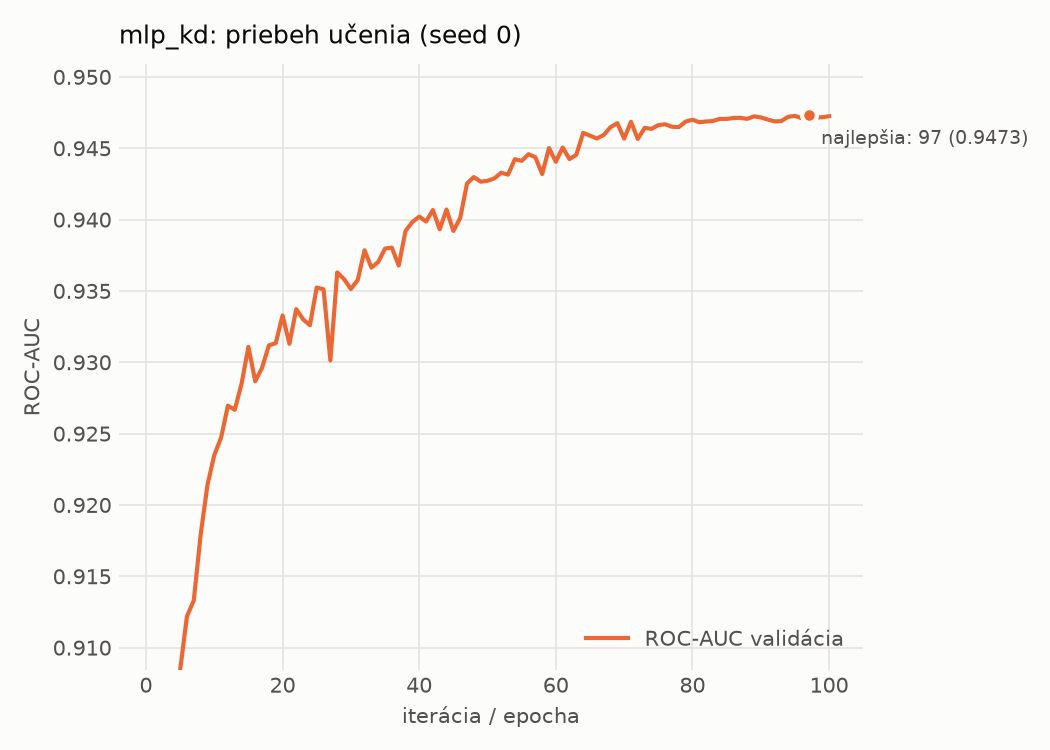 mlp_kd: priebeh učenia (seed 0)
0.950
0.945
0.940
0.935
0.930
0.925
0.920
0.915
0.910
ROC-AUC
najlepšia: 97 (0.9473)
ROC-AUC validácia
0 20 40 60 80 100
iterácia / epocha